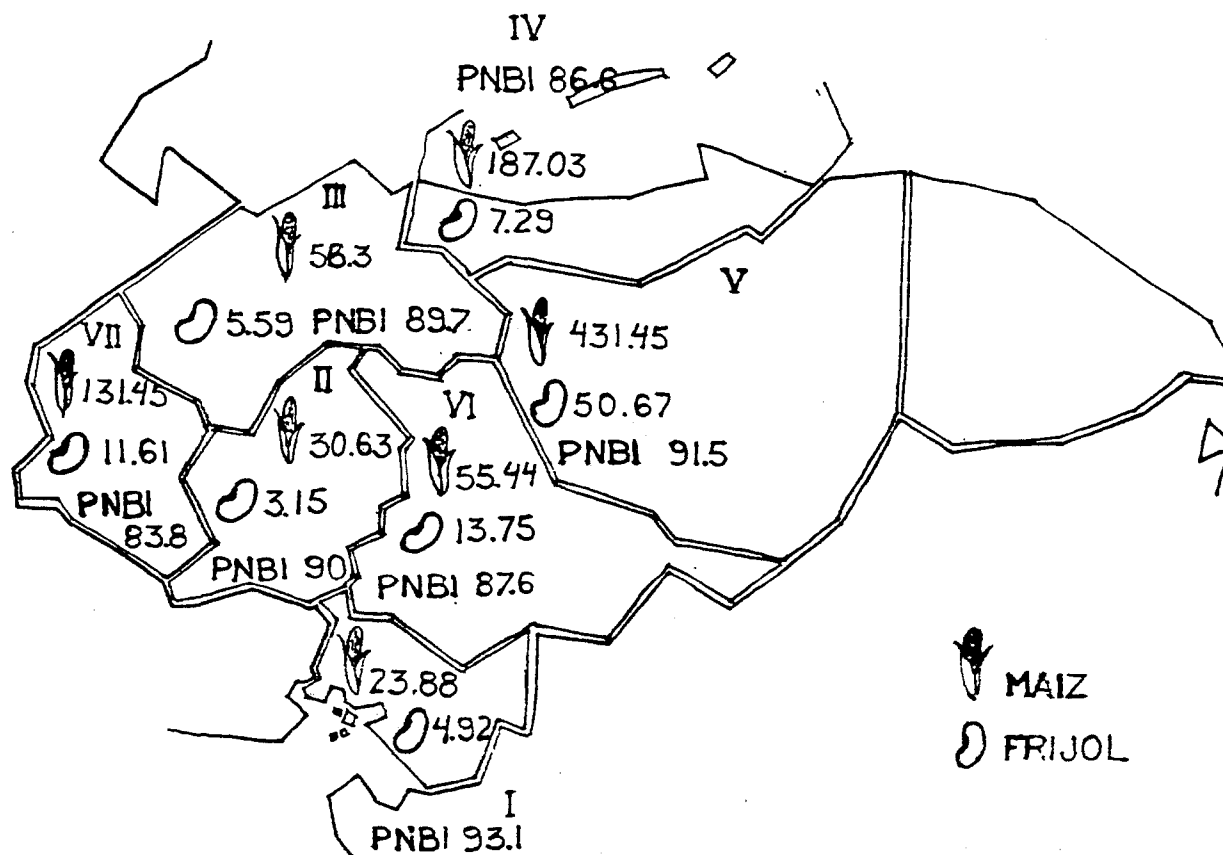 IV
PNBI 86.6
187.03
7.29
III
58.3
5.59
PNBI 89.7
V
431.45
50.67
PNBI 91.5
VII
131.45
11.61
PNBI
83.8
II
30.63
3.15
PNBI 90
VI
55.44
13.75
PNBI 87.6
23.88
4.92
I
PNBI 93.1
MAIZ
FRIJOL